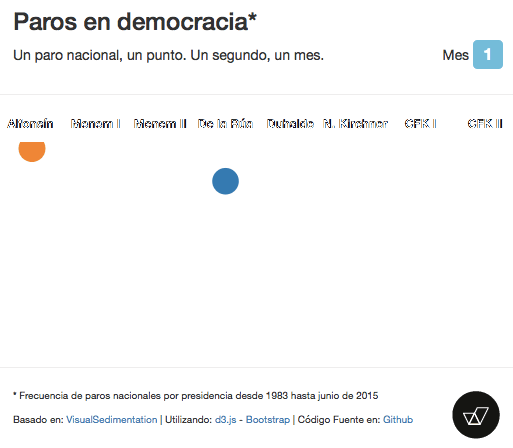 Paros en democracia*
Un paro nacional, un punto. Un segundo, un mes.
Mes 1
Alfonsín Menem I Menem II De la Rúa Duhalde N. Kirchner CFK I CFK II
* Frecuencia de paros nacionales por presidencia desde 1983 hasta junio de 2015
Basado en: VisualSedimentation | Utilizando: d3.js - Bootstrap | Código Fuente en: Github